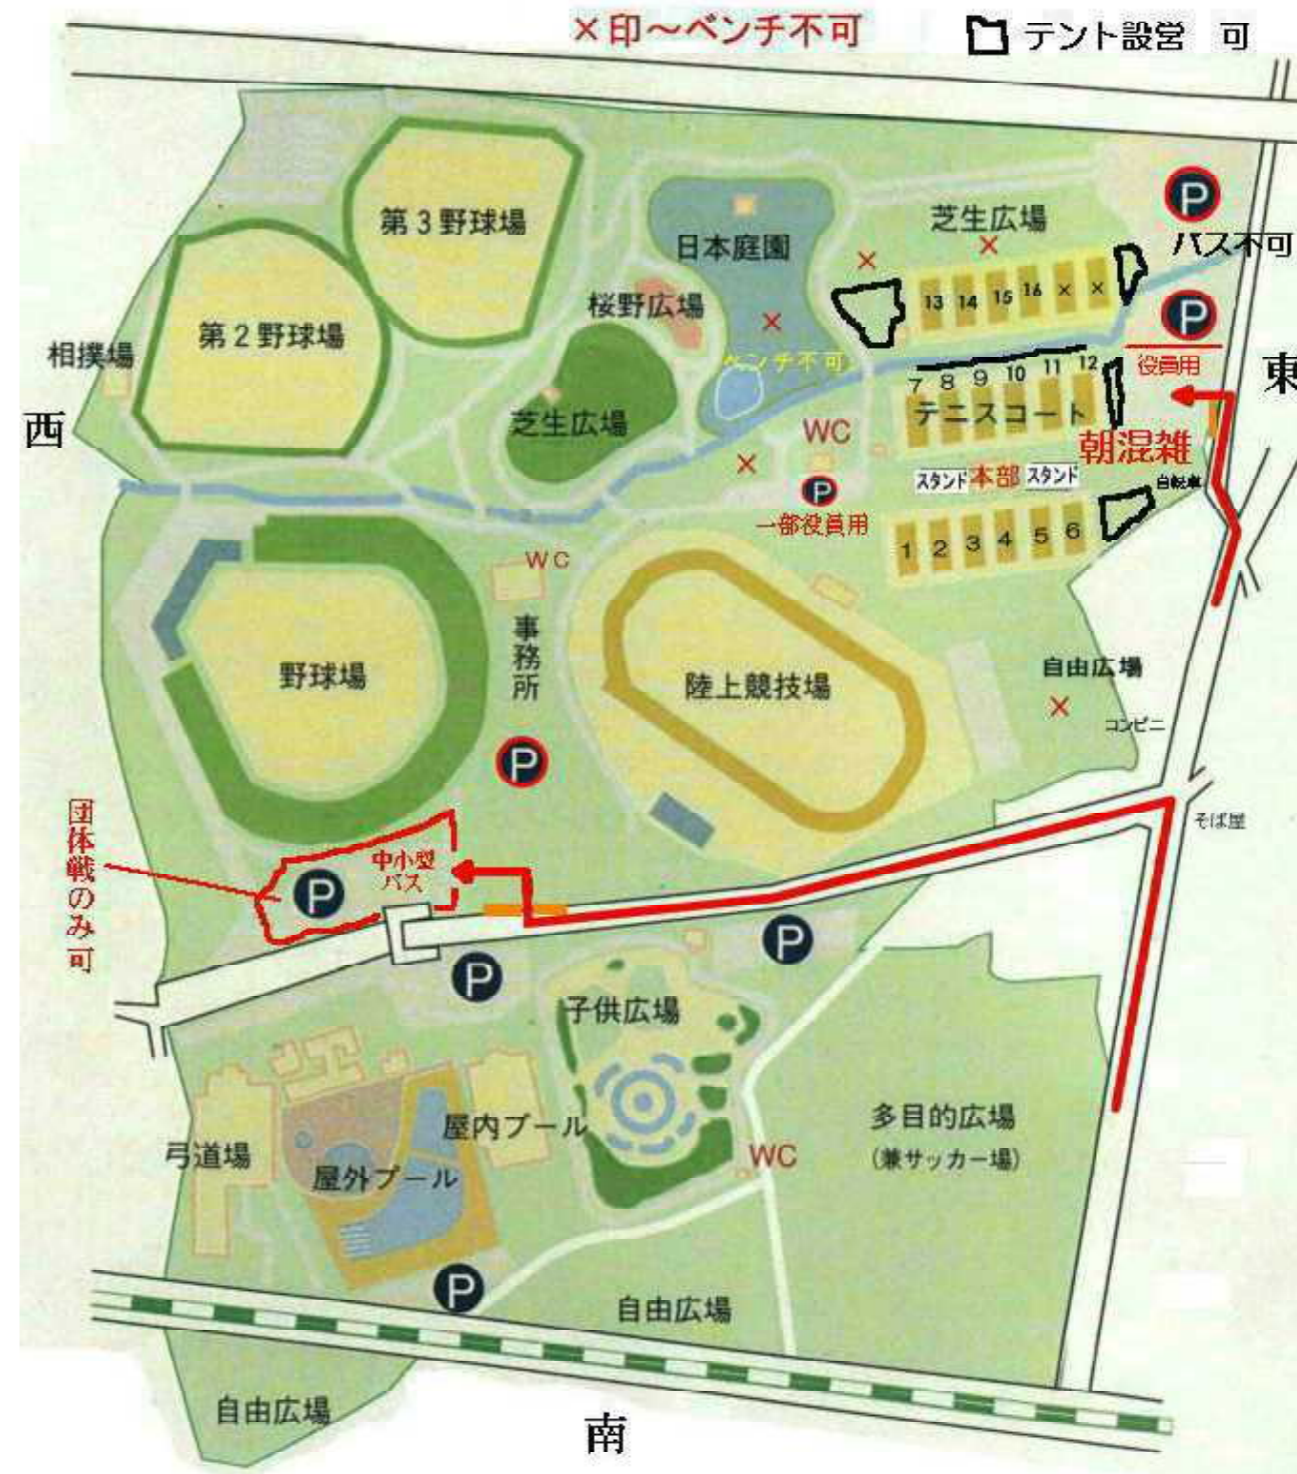 ×印～ベンチ不可
テント設営 可
P
バス不可
芝生広場
×
×
第3野球場
日本庭園
13 14 15 16 × ×
桜野広場
×
P
役員用
東
第2野球場
相撲場
ベンチ不可
7 8 9 10 11 12
テニスコート
西
芝生広場
WC
朝混雑
×
スタンド 本部 スタンド
自転車
P
一部役員用
1 2 3 4 5 6
WC
事務所
野球場
陸上競技場
自由広場
×
コンビニ
P
そば屋
団体戦のみ可
中小型
バス
P
P
P
子供広場
多目的広場
(兼サッカー場)
屋内プール
弓道場
屋外プール
WC
P
自由広場
自由広場
南